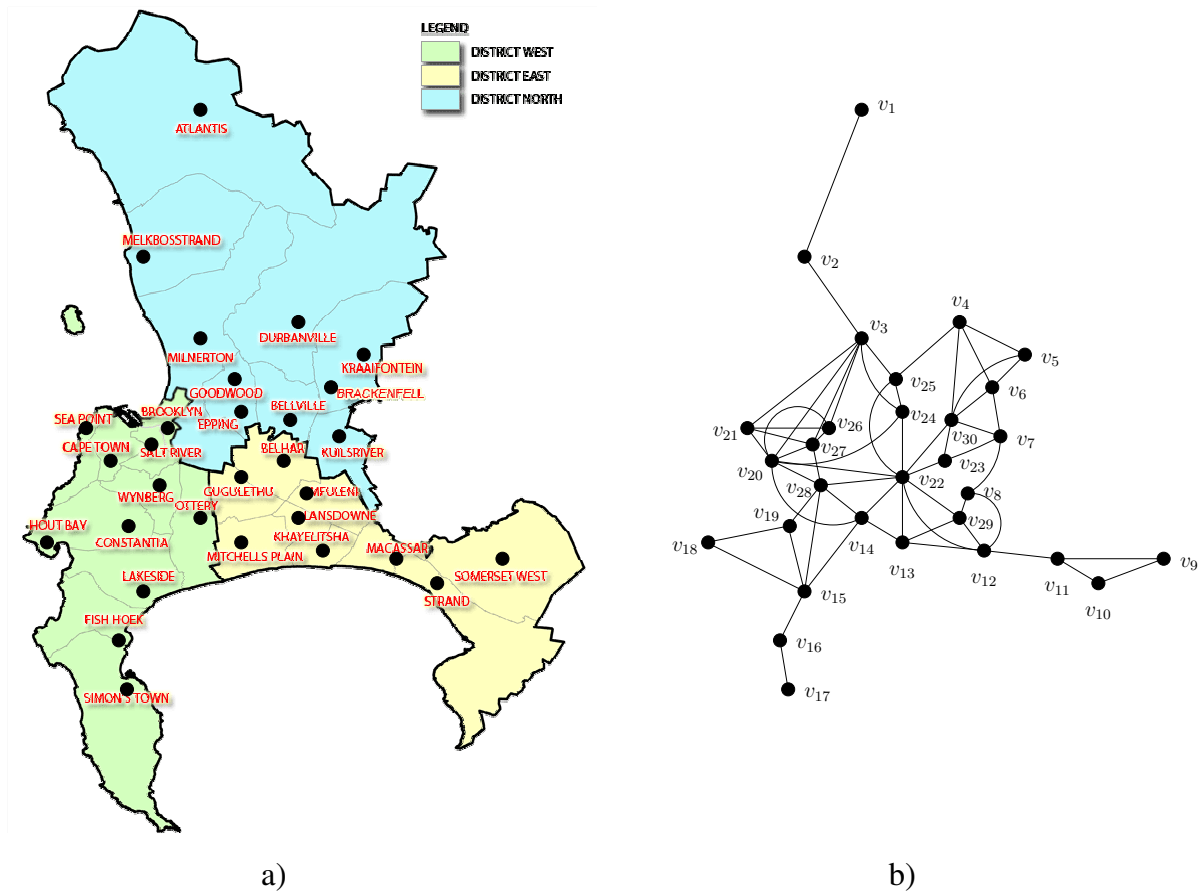 LEGEND
DISTRICT WEST
DISTRICT EAST
DISTRICT NORTH
ATLANTIS
MELKBOSSTRAND
DURBANVILLE
MILNERTON
KRAAIFONTEIN
GOODWOOD
BRACKENFELL
BELLVILLE
BROOKLYN
SEA POINT
EPPING
CAPE TOWN
SALT RIVER
BELHAR
KUILSRIVER
GUGULETHU
MFULENI
WYNBERG
OTTERY
LANSDOWNE
HOUT BAY
CONSTANTIA
KHAYELITSHA
MITCHELLS PLAIN
MACASSAR
LAKESIDE
SOMERSET WEST
STRAND
FISH HOEK
SIMON'S TOWN
a)
v1
v2
v3
v4
v5
v25
v6
v24
v21
v26
v30
v7
v27
v23
v20
v22
v28
v8
v19
v29
v18
v14
v13
v12
v11
v9
v10
v15
v16
v17
b)